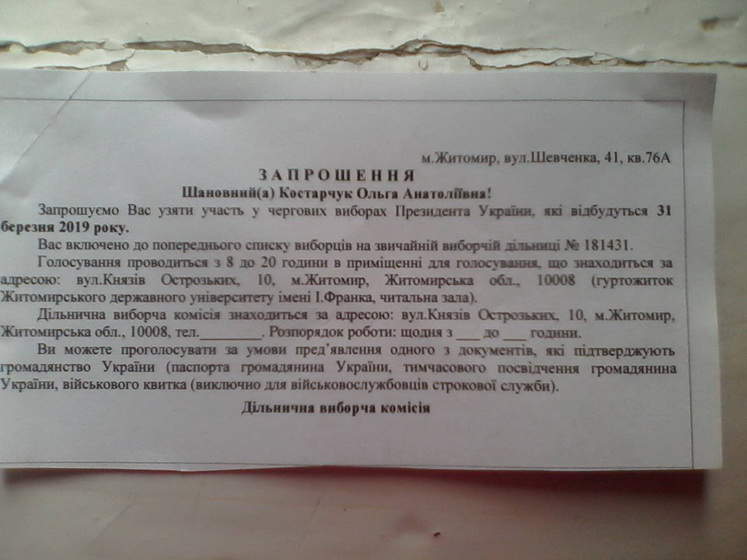 м.Житомир, вул.Шевченка, 41, кв.76А
З А П Р О Ш Е Н Н Я
Шановний(а) Костарчук Ольга Анатоліївна!
Запрошуємо Вас узяти участь у чергових виборах Президента України, які відбудуться 31
березня 2019 року.
Вас включено до попереднього списку виборців на звичайній виборчій дільниці № 181431.
Голосування проводиться з 8 до 20 години в приміщенні для голосування, що знаходиться за
адресою: вул.Князів Острозьких, 10, м.Житомир, Житомирська обл., 10008 (гуртожиток
Житомирського державного університету імені І.Франка, читальна зала).
Дільнична виборча комісія знаходиться за адресою: вул.Князів Острозьких, 10, м.Житомир,
Житомирська обл., 10008, тел.________. Розпорядок роботи: щодня з ___ до ___ години.
Ви можете проголосувати за умови пред’явлення одного з документів, які підтверджують
громадянство України (паспорта громадянина України, тимчасового посвідчення громадянина
України, військового квитка (виключно для військовослужбовців строкової служби).
Дільнична виборча комісія